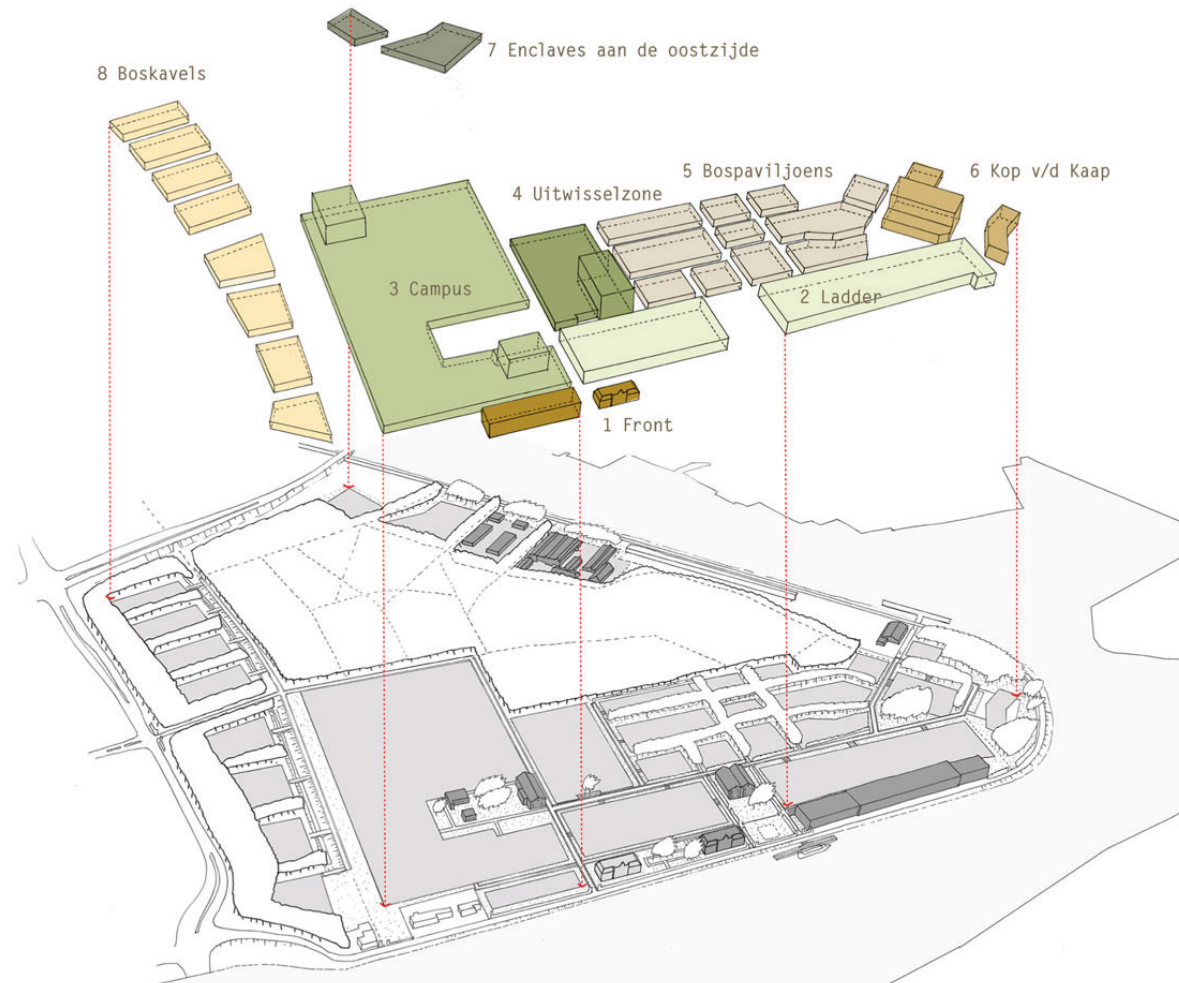 7 Enclaves aan de oostzijde
8 Boskavels
5 Bospaviljoens
6 Kop v/d Kaap
4 Uitwisselzone
3 Campus
2 Ladder
1 Front